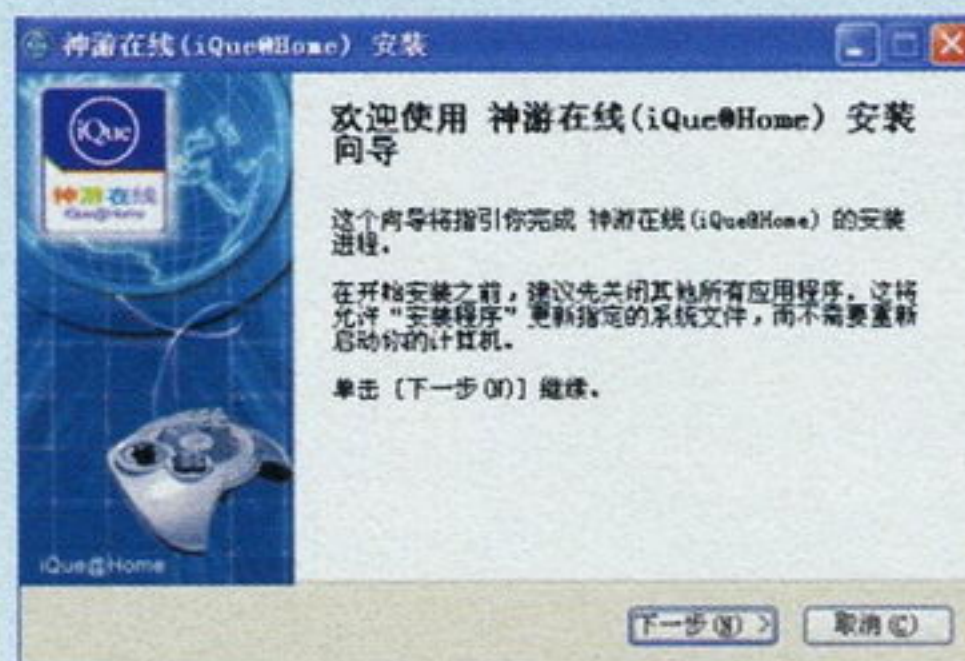 神游在线(iQue@Home) 安装
iQue
神游在线
iQue@Home
欢迎使用 神游在线(iQue@Home) 安装
向导
这个向导将指引你完成 神游在线(iQue@Home) 的安装
进程。
在开始安装之前，建议先关闭其他所有应用程序。这将
允许“安装程序”更新指定的系统文件，而不需要重新
启动你的计算机。
单击 [下一步(N)] 继续。
iQue@Home
下一步(N) >
取消(C)